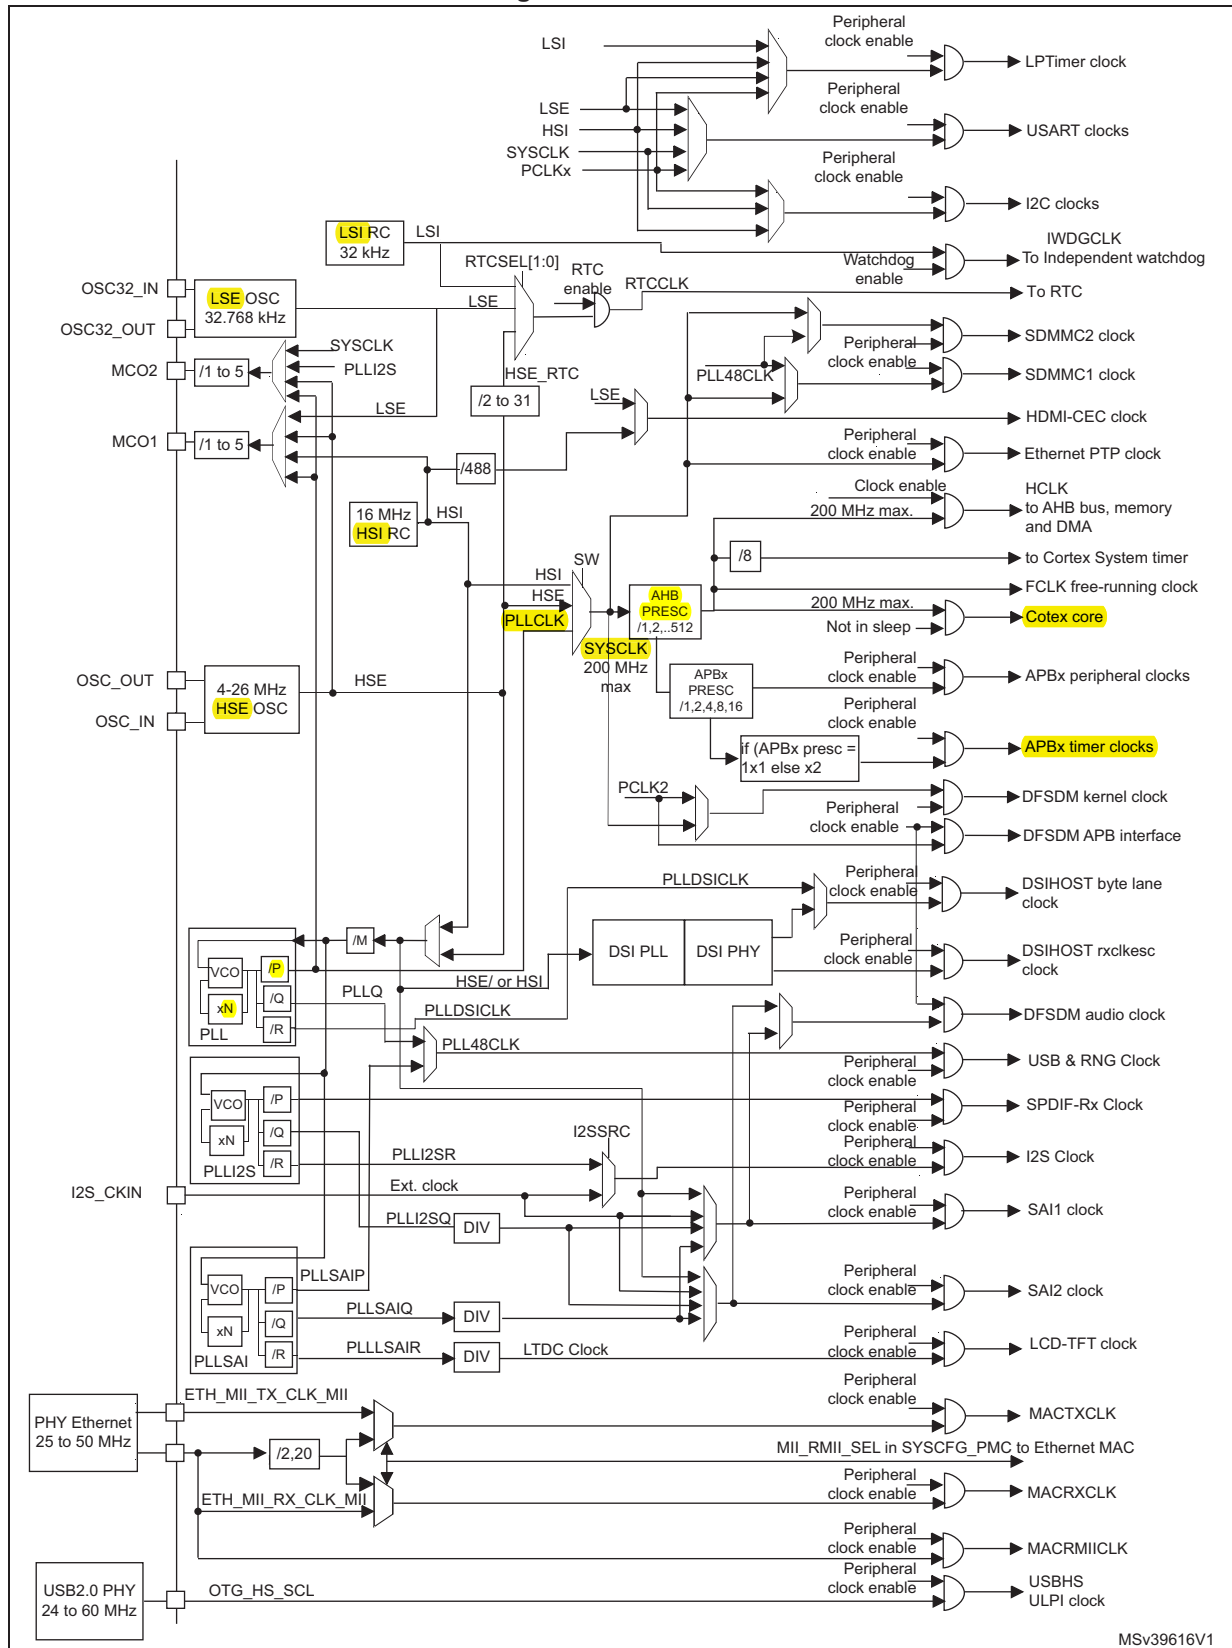 LSI
Peripheral
clock enable
LPTimer clock
LSE
HSI
SYSCLK
PCLKx
Peripheral
clock enable
USART clocks
Peripheral
clock enable
I2C clocks
LSI RC
32 kHz
LSI
IWDGCLK
To Independent watchdog
Watchdog
enable
RTCSEL[1:0]
RTC
enable
RTCCLK
To RTC
OSC32_IN
OSC32_OUT
LSE OSC
32.768 kHz
LSE
SDMMC2 clock
Peripheral
clock enable
PLL48CLK
SDMMC1 clock
SYSCLK
PLLI2S
MCO2
/1 to 5
HSE_RTC
/2 to 31
LSE
LSE
HDMI-CEC clock
MCO1
/1 to 5
Peripheral
clock enable
Ethernet PTP clock
/488
Clock enable
200 MHz max.
HCLK
to AHB bus, memory
and DMA
16 MHz
HSI RC
HSI
SW
/8
to Cortex System timer
HSI
HSE
PLLCLK
FCLK free-running clock
AHB
PRESC
/1,2,..512
200 MHz max.
Not in sleep
Cotex core
SYSCLK
200 MHz
max
OSC_OUT
OSC_IN
4-26 MHz
HSE OSC
HSE
APBx
PRESC
/1,2,4,8,16
Peripheral
clock enable
APBx peripheral clocks
Peripheral
clock enable
if (APBx presc =
1x1 else x2
APBx timer clocks
PCLK2
DFSDM kernel clock
Peripheral
clock enable
DFSDM APB interface
PLLDSICLK
Peripheral
clock enable
DSIHOST byte lane
clock
/M
DSI PLL
DSI PHY
Peripheral
clock enable
DSIHOST rxclkesc
clock
HSE/ or HSI
VCO
xN
PLL
/P
/Q
/R
PLLQ
PLLDSICLK
DFSDM audio clock
PLL48CLK
Peripheral
clock enable
USB & RNG Clock
VCO
xN
PLLI2S
/P
/Q
/R
Peripheral
clock enable
SPDIF-Rx Clock
I2SSRC
PLLI2SR
Peripheral
clock enable
I2S Clock
I2S_CKIN
Ext. clock
PLLI2SQ
DIV
Peripheral
clock enable
SAI1 clock
VCO
xN
PLLSAI
/P
/Q
/R
PLLSAIP
Peripheral
clock enable
SAI2 clock
PLLSAIQ
DIV
PLLLSAIR
DIV
LTDC Clock
Peripheral
clock enable
LCD-TFT clock
ETH_MII_TX_CLK_MII
PHY Ethernet
25 to 50 MHz
Peripheral
clock enable
MACTXCLK
/2,20
MII_RMII_SEL in SYSCFG_PMC to Ethernet MAC
ETH_MII_RX_CLK_MII
Peripheral
clock enable
MACRXCLK
Peripheral
clock enable
MACRMIICLK
USB2.0 PHY
24 to 60 MHz
OTG_HS_SCL
Peripheral
clock enable
USBHS
ULPI clock
MSv39616V1